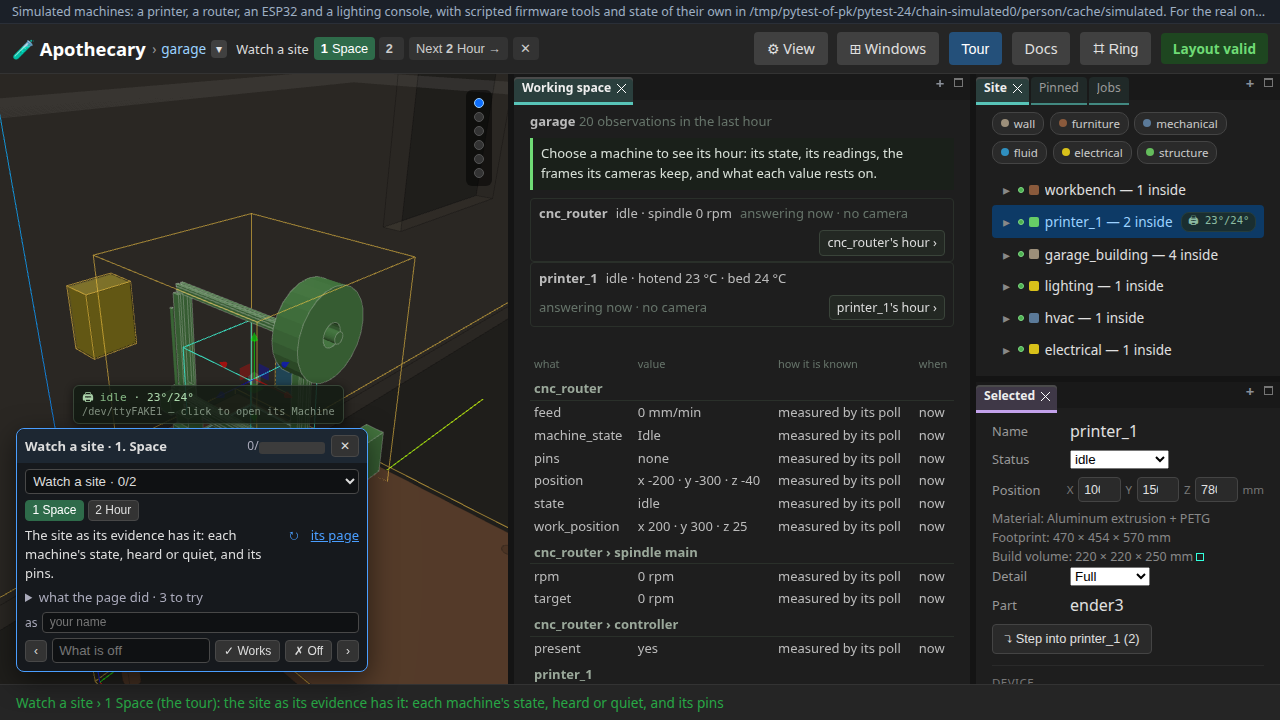 Simulated machines: a printer, a router, an ESP32 and a lighting console, with scripted firmware tools and state of their own in /tmp/pytest-of-pk/pytest-24/chain-simulated0/person/cache/simulated. For the real on...
🧪 Apothecary › garage ▾ Watch a site 1 Space 2 Next 2 Hour → ✕ ⚙ View ⊞ Windows Tour Docs ⌗ Ring Layout valid
Working space ✕ +
garage 20 observations in the last hour
Choose a machine to see its hour: its state, its readings, the
frames its cameras keep, and what each value rests on.
cnc_router idle · spindle 0 rpm answering now · no camera
cnc_router's hour ›
printer_1 idle · hotend 23 °C · bed 24 °C
answering now · no camera printer_1's hour ›
what value how it is known when
cnc_router
feed 0 mm/min measured by its poll now
machine_state Idle measured by its poll now
pins none measured by its poll now
position x -200 · y -300 · z -40 measured by its poll now
state idle measured by its poll now
work_position x 200 · y 300 · z 25 measured by its poll now
cnc_router › spindle main
rpm 0 rpm measured by its poll now
target 0 rpm measured by its poll now
cnc_router › controller
present yes measured by its poll now
printer_1
Site ✕ Pinned Jobs +
wall furniture mechanical
fluid electrical structure
▸ workbench — 1 inside
▸ printer_1 — 2 inside 23°/24°
▸ garage_building — 4 inside
▸ lighting — 1 inside
▸ hvac — 1 inside
▸ electrical — 1 inside
Selected ✕ +
Name printer_1
Status idle
Position X 10 Y 15 Z 78 mm
Material: Aluminum extrusion + PETG
Footprint: 470 × 454 × 570 mm
Build volume: 220 × 220 × 250 mm
Detail Full
Part ender3
⤵ Step into printer_1 (2)
DEVICE
idle · 23°/24°
/dev/ttyFAKE1 — click to open its Machine
Watch a site · 1. Space 0/ ✕
Watch a site · 0/2
1 Space 2 Hour
The site as its evidence has it: each ↻ its page
machine's state, heard or quiet, and its
pins.
▶ what the page did · 3 to try
as your name
‹ What is off ✓ Works ✗ Off ›
Watch a site › 1 Space (the tour): the site as its evidence has it: each machine's state, heard or quiet, and its pins